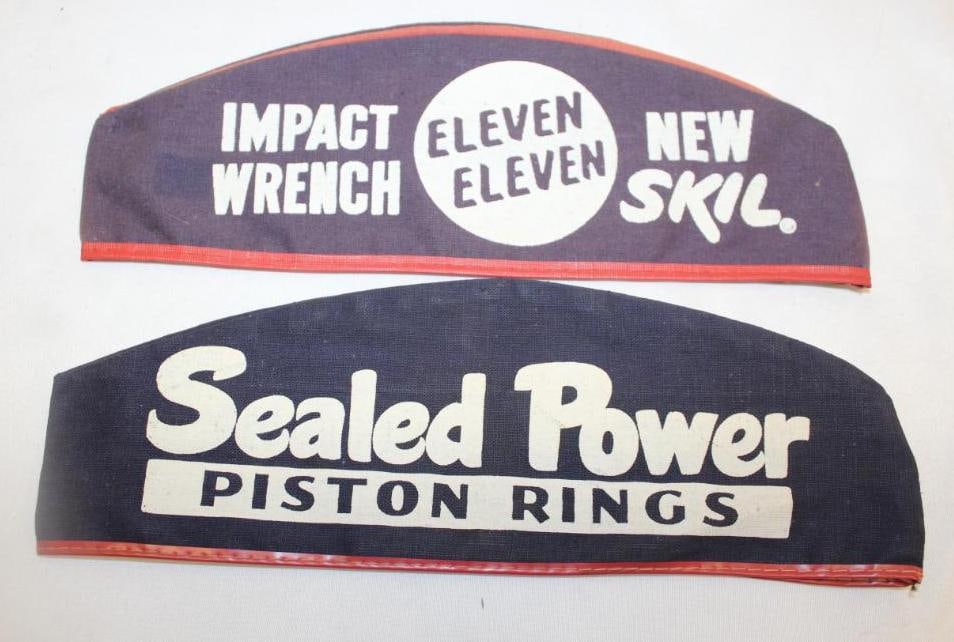 IMPACT
WRENCH
ELEVEN
ELEVEN
NEW
SKIL.
Sealed Power
PISTON RINGS